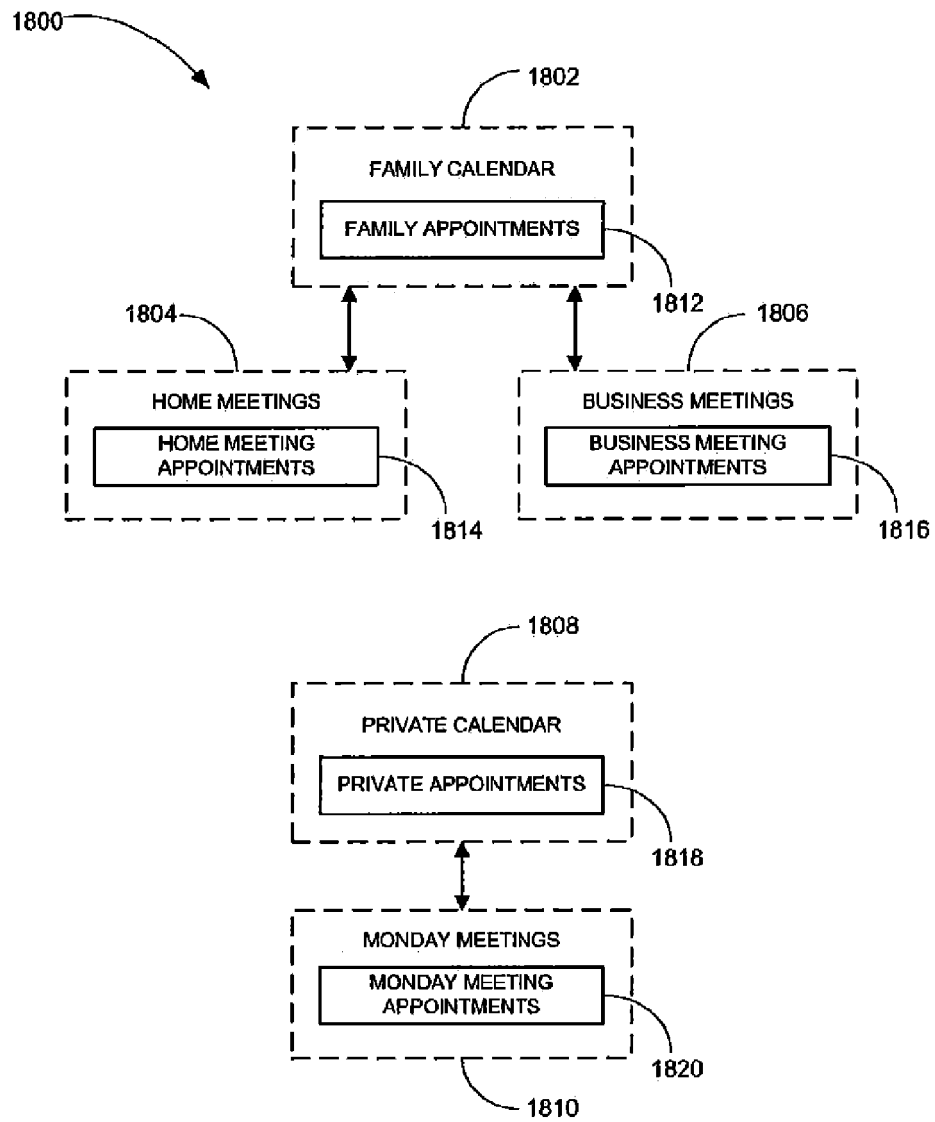 1800
1802
FAMILY CALENDAR
FAMILY APPOINTMENTS
1812
1804
1806
HOME MEETINGS
HOME MEETING
APPOINTMENTS
1814
BUSINESS MEETINGS
BUSINESS MEETING
APPOINTMENTS
1816
1808
PRIVATE CALENDAR
PRIVATE APPOINTMENTS
1818
MONDAY MEETINGS
MONDAY MEETING
APPOINTMENTS
1820
1810